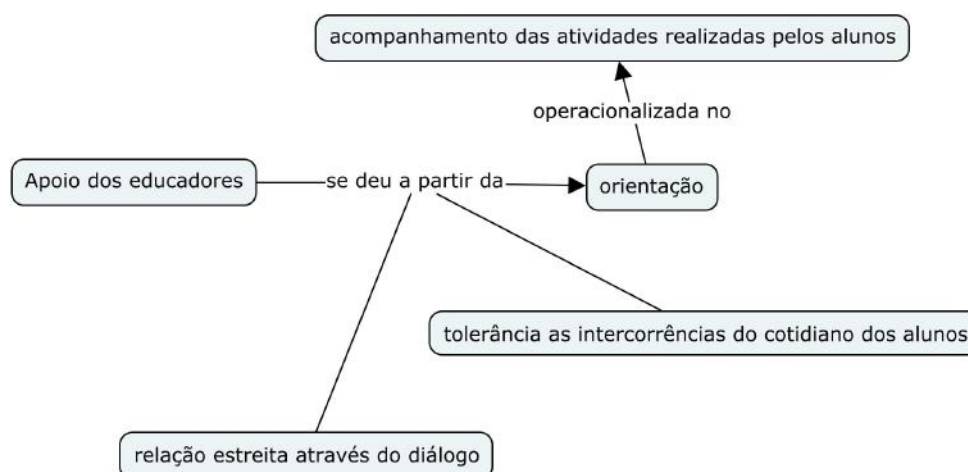 acompanhamento das atividades realizadas pelos alunos
operacionalizada no
Apoio dos educadores
se deu a partir da
orientação
tolerância as intercorrências do cotidiano dos alunos
relação estreita através do diálogo